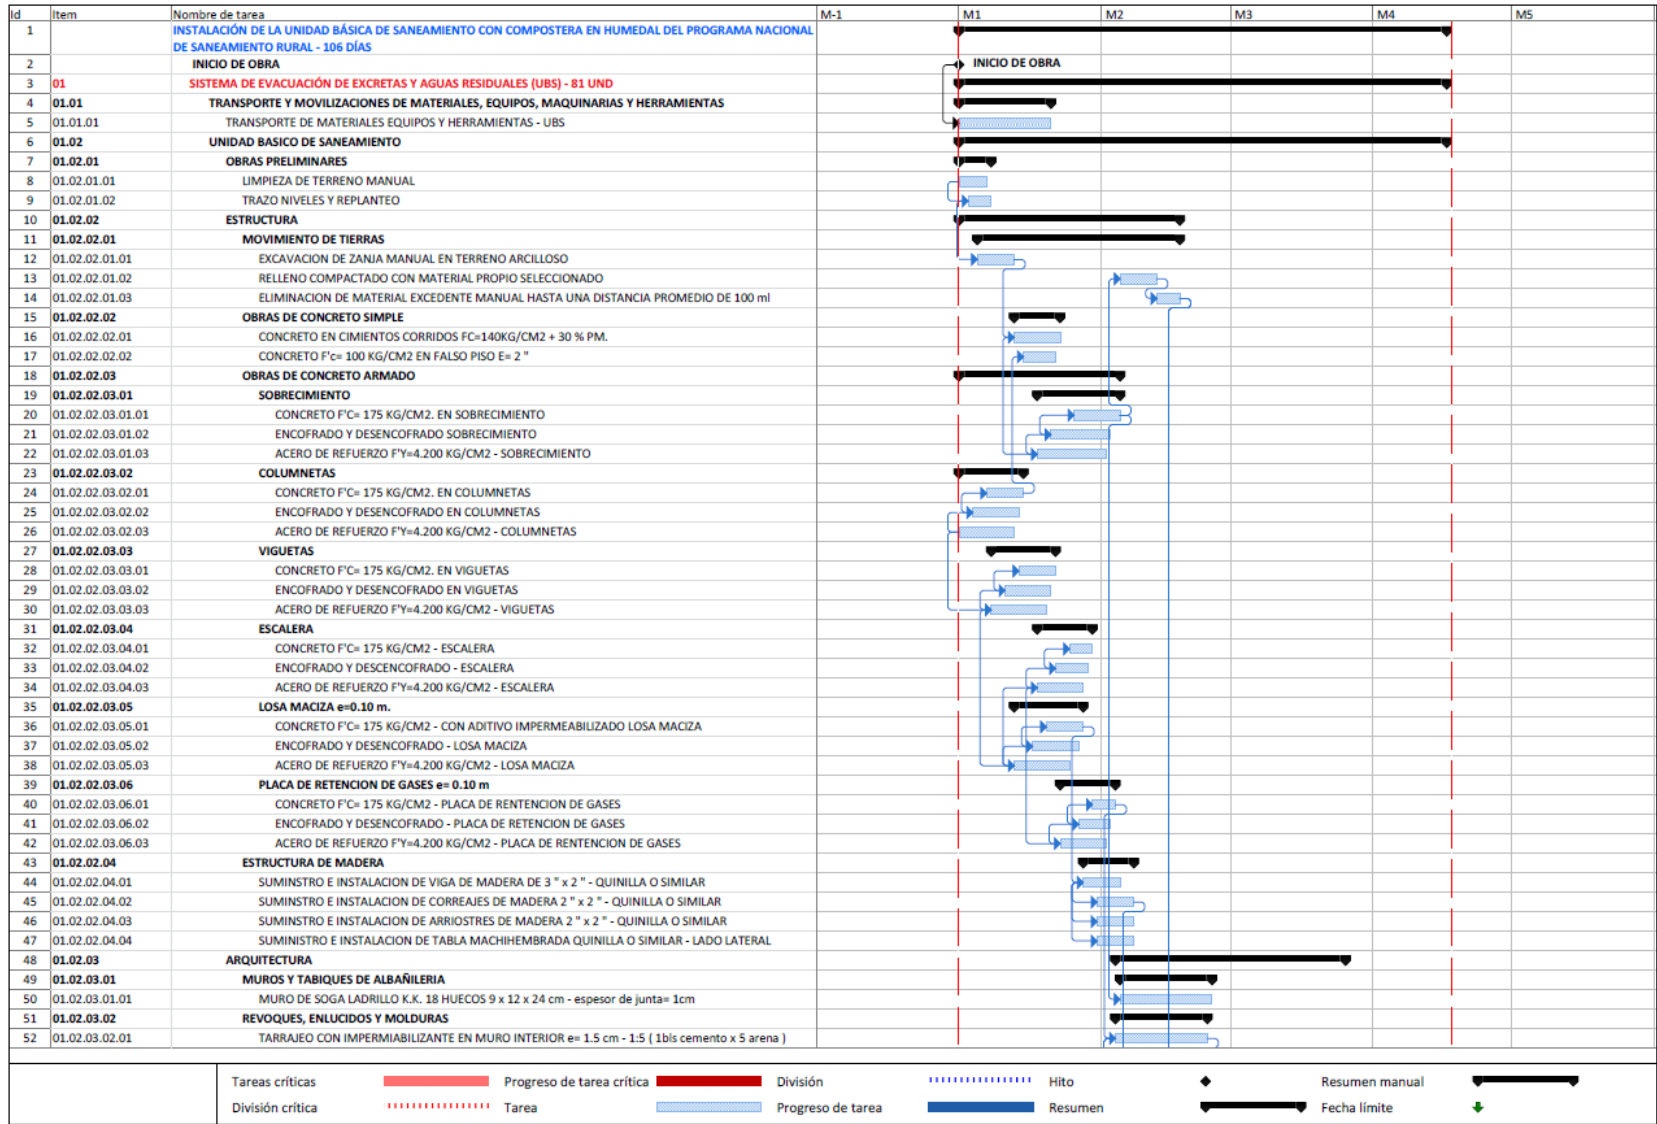 Id Item Nombre de tarea M-1 M1 M2 M3 M4 M5
1 INSTALACIÓN DE LA UNIDAD BÁSICA DE SANEAMIENTO CON COMPOSTERA EN HUMEDAL DEL PROGRAMA NACIONAL
DE SANEAMIENTO RURAL - 106 DÍAS
2 INICIO DE OBRA INICIO DE OBRA
3 01 SISTEMA DE EVACUACIÓN DE EXCRETAS Y AGUAS RESIDUALES (UBS) - 81 UND
4 01.01 TRANSPORTE Y MOVILIZACIONES DE MATERIALES, EQUIPOS, MAQUINARIAS Y HERRAMIENTAS
5 01.01.01 TRANSPORTE DE MATERIALES EQUIPOS Y HERRAMIENTAS - UBS
6 01.02 UNIDAD BASICO DE SANEAMIENTO
7 01.02.01 OBRAS PRELIMINARES
8 01.02.01.01 LIMPIEZA DE TERRENO MANUAL
9 01.02.01.02 TRAZO NIVELES Y REPLANTEO
10 01.02.02 ESTRUCTURA
11 01.02.02.01 MOVIMIENTO DE TIERRAS
12 01.02.02.01.01 EXCAVACION DE ZANJA MANUAL EN TERRENO ARCILLOSO
13 01.02.02.01.02 RELLENO COMPACTADO CON MATERIAL PROPIO SELECCIONADO
14 01.02.02.01.03 ELIMINACION DE MATERIAL EXCEDENTE MANUAL HASTA UNA DISTANCIA PROMEDIO DE 100 ml
15 01.02.02.02 OBRAS DE CONCRETO SIMPLE
16 01.02.02.02.01 CONCRETO EN CIMIENTOS CORRIDOS FC=140KG/CM2 + 30 % PM.
17 01.02.02.02.02 CONCRETO F'c= 100 KG/CM2 EN FALSO PISO E= 2 "
18 01.02.02.03 OBRAS DE CONCRETO ARMADO
19 01.02.02.03.01 SOBRECIMIENTO
20 01.02.02.03.01.01 CONCRETO F'C= 175 KG/CM2. EN SOBRECIMIENTO
21 01.02.02.03.01.02 ENCOFRADO Y DESENCOFRADO SOBRECIMIENTO
22 01.02.02.03.01.03 ACERO DE REFUERZO F'Y=4.200 KG/CM2 - SOBRECIMIENTO
23 01.02.02.03.02 COLUMNETAS
24 01.02.02.03.02.01 CONCRETO F'C= 175 KG/CM2. EN COLUMNETAS
25 01.02.02.03.02.02 ENCOFRADO Y DESENCOFRADO EN COLUMNETAS
26 01.02.02.03.02.03 ACERO DE REFUERZO F'Y=4.200 KG/CM2 - COLUMNETAS
27 01.02.02.03.03 VIGUETAS
28 01.02.02.03.03.01 CONCRETO F'C= 175 KG/CM2. EN VIGUETAS
29 01.02.02.03.03.02 ENCOFRADO Y DESENCOFRADO EN VIGUETAS
30 01.02.02.03.03.03 ACERO DE REFUERZO F'Y=4.200 KG/CM2 - VIGUETAS
31 01.02.02.03.04 ESCALERA
32 01.02.02.03.04.01 CONCRETO F'C= 175 KG/CM2 - ESCALERA
33 01.02.02.03.04.02 ENCOFRADO Y DESCENCOFRADO - ESCALERA
34 01.02.02.03.04.03 ACERO DE REFUERZO F'Y=4.200 KG/CM2 - ESCALERA
35 01.02.02.03.05 LOSA MACIZA e=0.10 m.
36 01.02.02.03.05.01 CONCRETO F'C= 175 KG/CM2 - CON ADITIVO IMPERMEABILIZADO LOSA MACIZA
37 01.02.02.03.05.02 ENCOFRADO Y DESENCOFRADO - LOSA MACIZA
38 01.02.02.03.05.03 ACERO DE REFUERZO F'Y=4.200 KG/CM2 - LOSA MACIZA
39 01.02.02.03.06 PLACA DE RETENCION DE GASES e= 0.10 m
40 01.02.02.03.06.01 CONCRETO F'C= 175 KG/CM2 - PLACA DE RENTENCION DE GASES
41 01.02.02.03.06.02 ENCOFRADO Y DESENCOFRADO - PLACA DE RETENCION DE GASES
42 01.02.02.03.06.03 ACERO DE REFUERZO F'Y=4.200 KG/CM2 - PLACA DE RENTENCION DE GASES
43 01.02.02.04 ESTRUCTURA DE MADERA
44 01.02.02.04.01 SUMINSTRO E INSTALACION DE VIGA DE MADERA DE 3 " x 2 " - QUINILLA O SIMILAR
45 01.02.02.04.02 SUMINSTRO E INSTALACION DE CORREAJES DE MADERA 2 " x 2 " - QUINILLA O SIMILAR
46 01.02.02.04.03 SUMINSTRO E INSTALACION DE ARRIOSTRES DE MADERA 2 " x 2 " - QUINILLA O SIMILAR
47 01.02.02.04.04 SUMINISTRO E INSTALACION DE TABLA MACHIHEMBRADA QUINILLA O SIMILAR - LADO LATERAL
48 01.02.03 ARQUITECTURA
49 01.02.03.01 MUROS Y TABIQUES DE ALBAÑILERIA
50 01.02.03.01.01 MURO DE SOGA LADRILLO K.K. 18 HUECOS 9 x 12 x 24 cm - espesor de junta= 1cm
51 01.02.03.02 REVOQUES, ENLUCIDOS Y MOLDURAS
52 01.02.03.02.01 TARRAJEO CON IMPERMIABILIZANTE EN MURO INTERIOR e= 1.5 cm - 1:5 ( 1bls cemento x 5 arena )
Tareas críticas Progreso de tarea crítica División Hito Resumen manual
División crítica Tarea Progreso de tarea Resumen Fecha límite